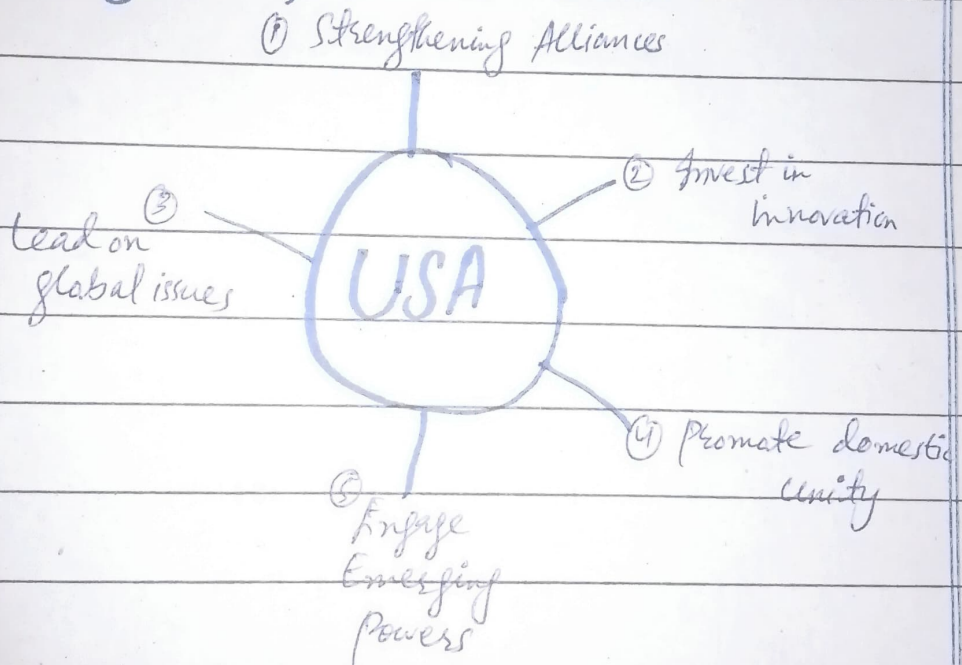 ① Strengthening Alliances
② Invest in
innovation
③
Lead on
global issues
USA
④ Promote domestic
unity
⑤
Engage
Emerging
Powers